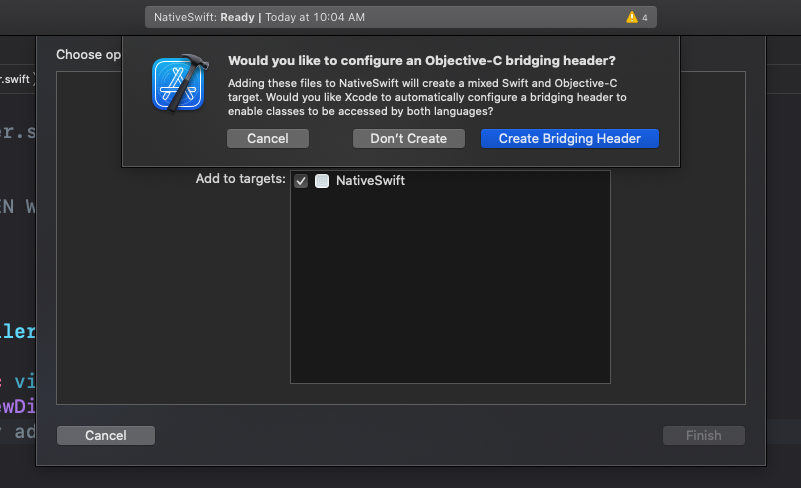 NativeSwift: Ready | Today at 10:04 AM
4
Choose op
Would you like to configure an Objective-C bridging header?
Adding these files to NativeSwift will create a mixed Swift and Objective-C
target. Would you like Xcode to automatically configure a bridging header to
enable classes to be accessed by both languages?
Cancel
Don't Create
Create Bridging Header
r.swift
er.s
Add to targets:
NativeSwift
EN W
ller
vi
ewDi
ad
Cancel
Finish